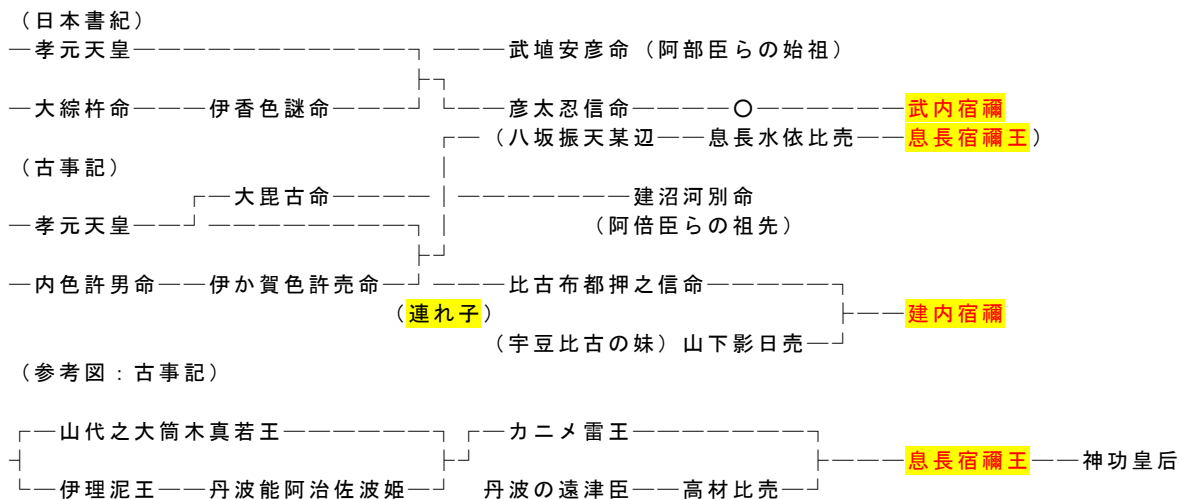 （日本書紀）
―孝元天皇――――――――――――┐ ―――武埴安彦命（阿部臣らの始祖）
├┐
―大綜杵命――伊香色謎命―――┘└――彦太忍信命――――〇――――――武内宿禰
┌―（八坂振天某辺――息長水依比売――息長宿禰王）
（古事記） ｜
┌―大毘古命――――｜―――――――建沼河別命
―孝元天皇――┘―――――――――┐｜ （阿倍臣らの祖先）
├┘
―内色許男命――伊か賀色許売命―┘ ―――比古布都押之信命――――――┐
（連れ子） ├――建内宿禰
（宇豆比古の妹）山下影日売―┘
（参考図：古事記）
┌―山代之大筒木真若王――――――┐┌―カニメ雷王―――――――┐
┤ ├┘ ├―――息長宿禰王――神功皇后
└―伊理泥王――丹波能阿治佐波姫―┘ 丹波の遠津臣――高材比売―┘